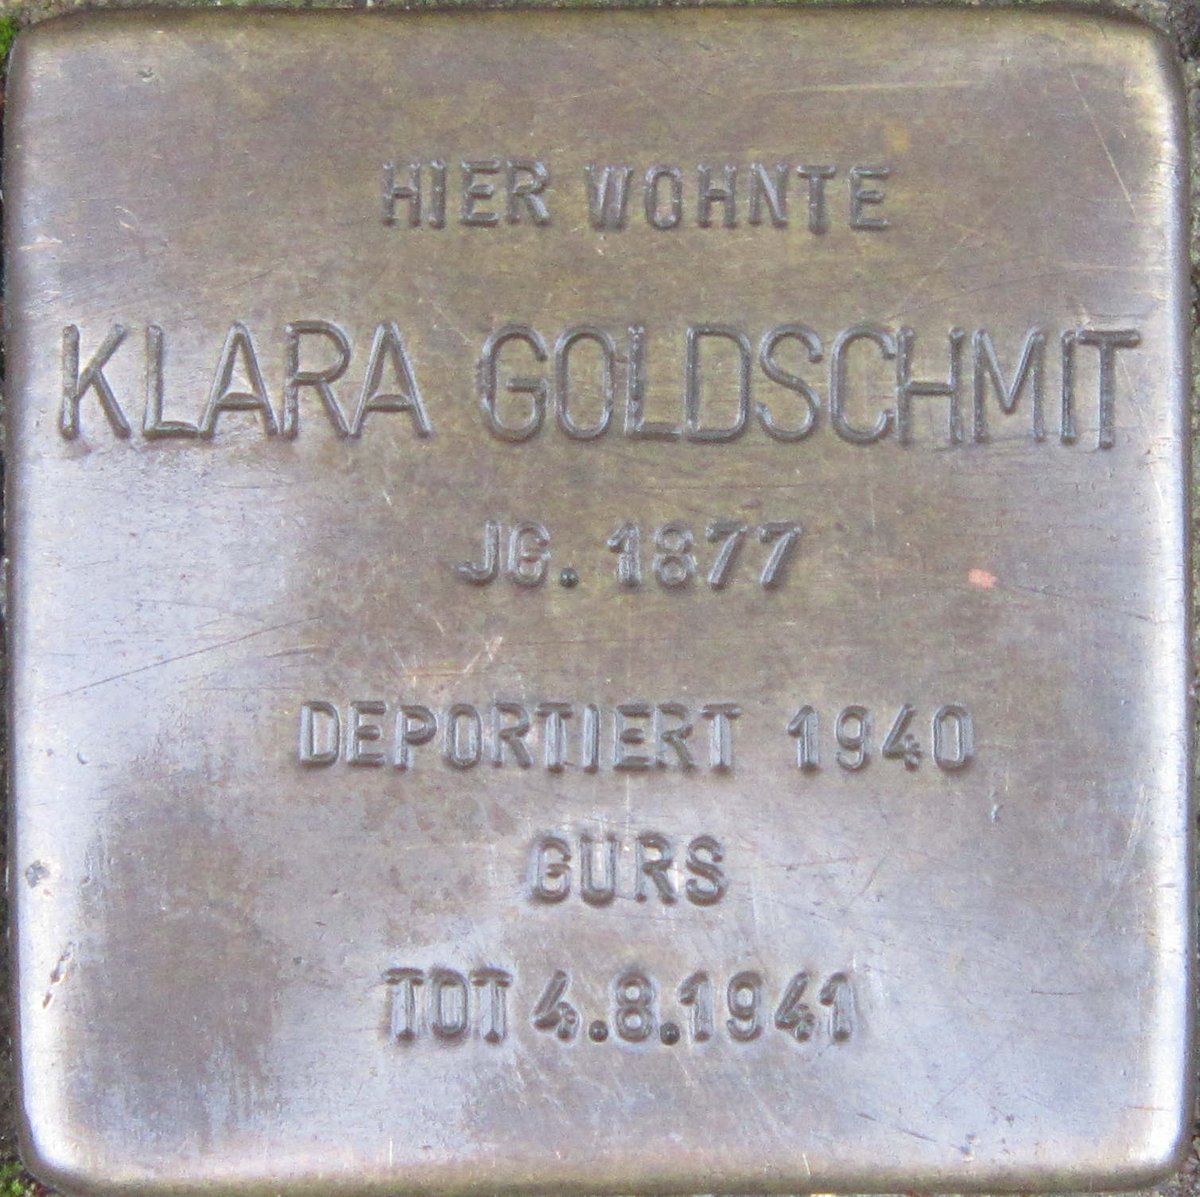 HIER WOHNTE
KLARA GOLDSCHMIT
JG. 1877
DEPORTIERT 1940
GURS
TOT 4.8.1941